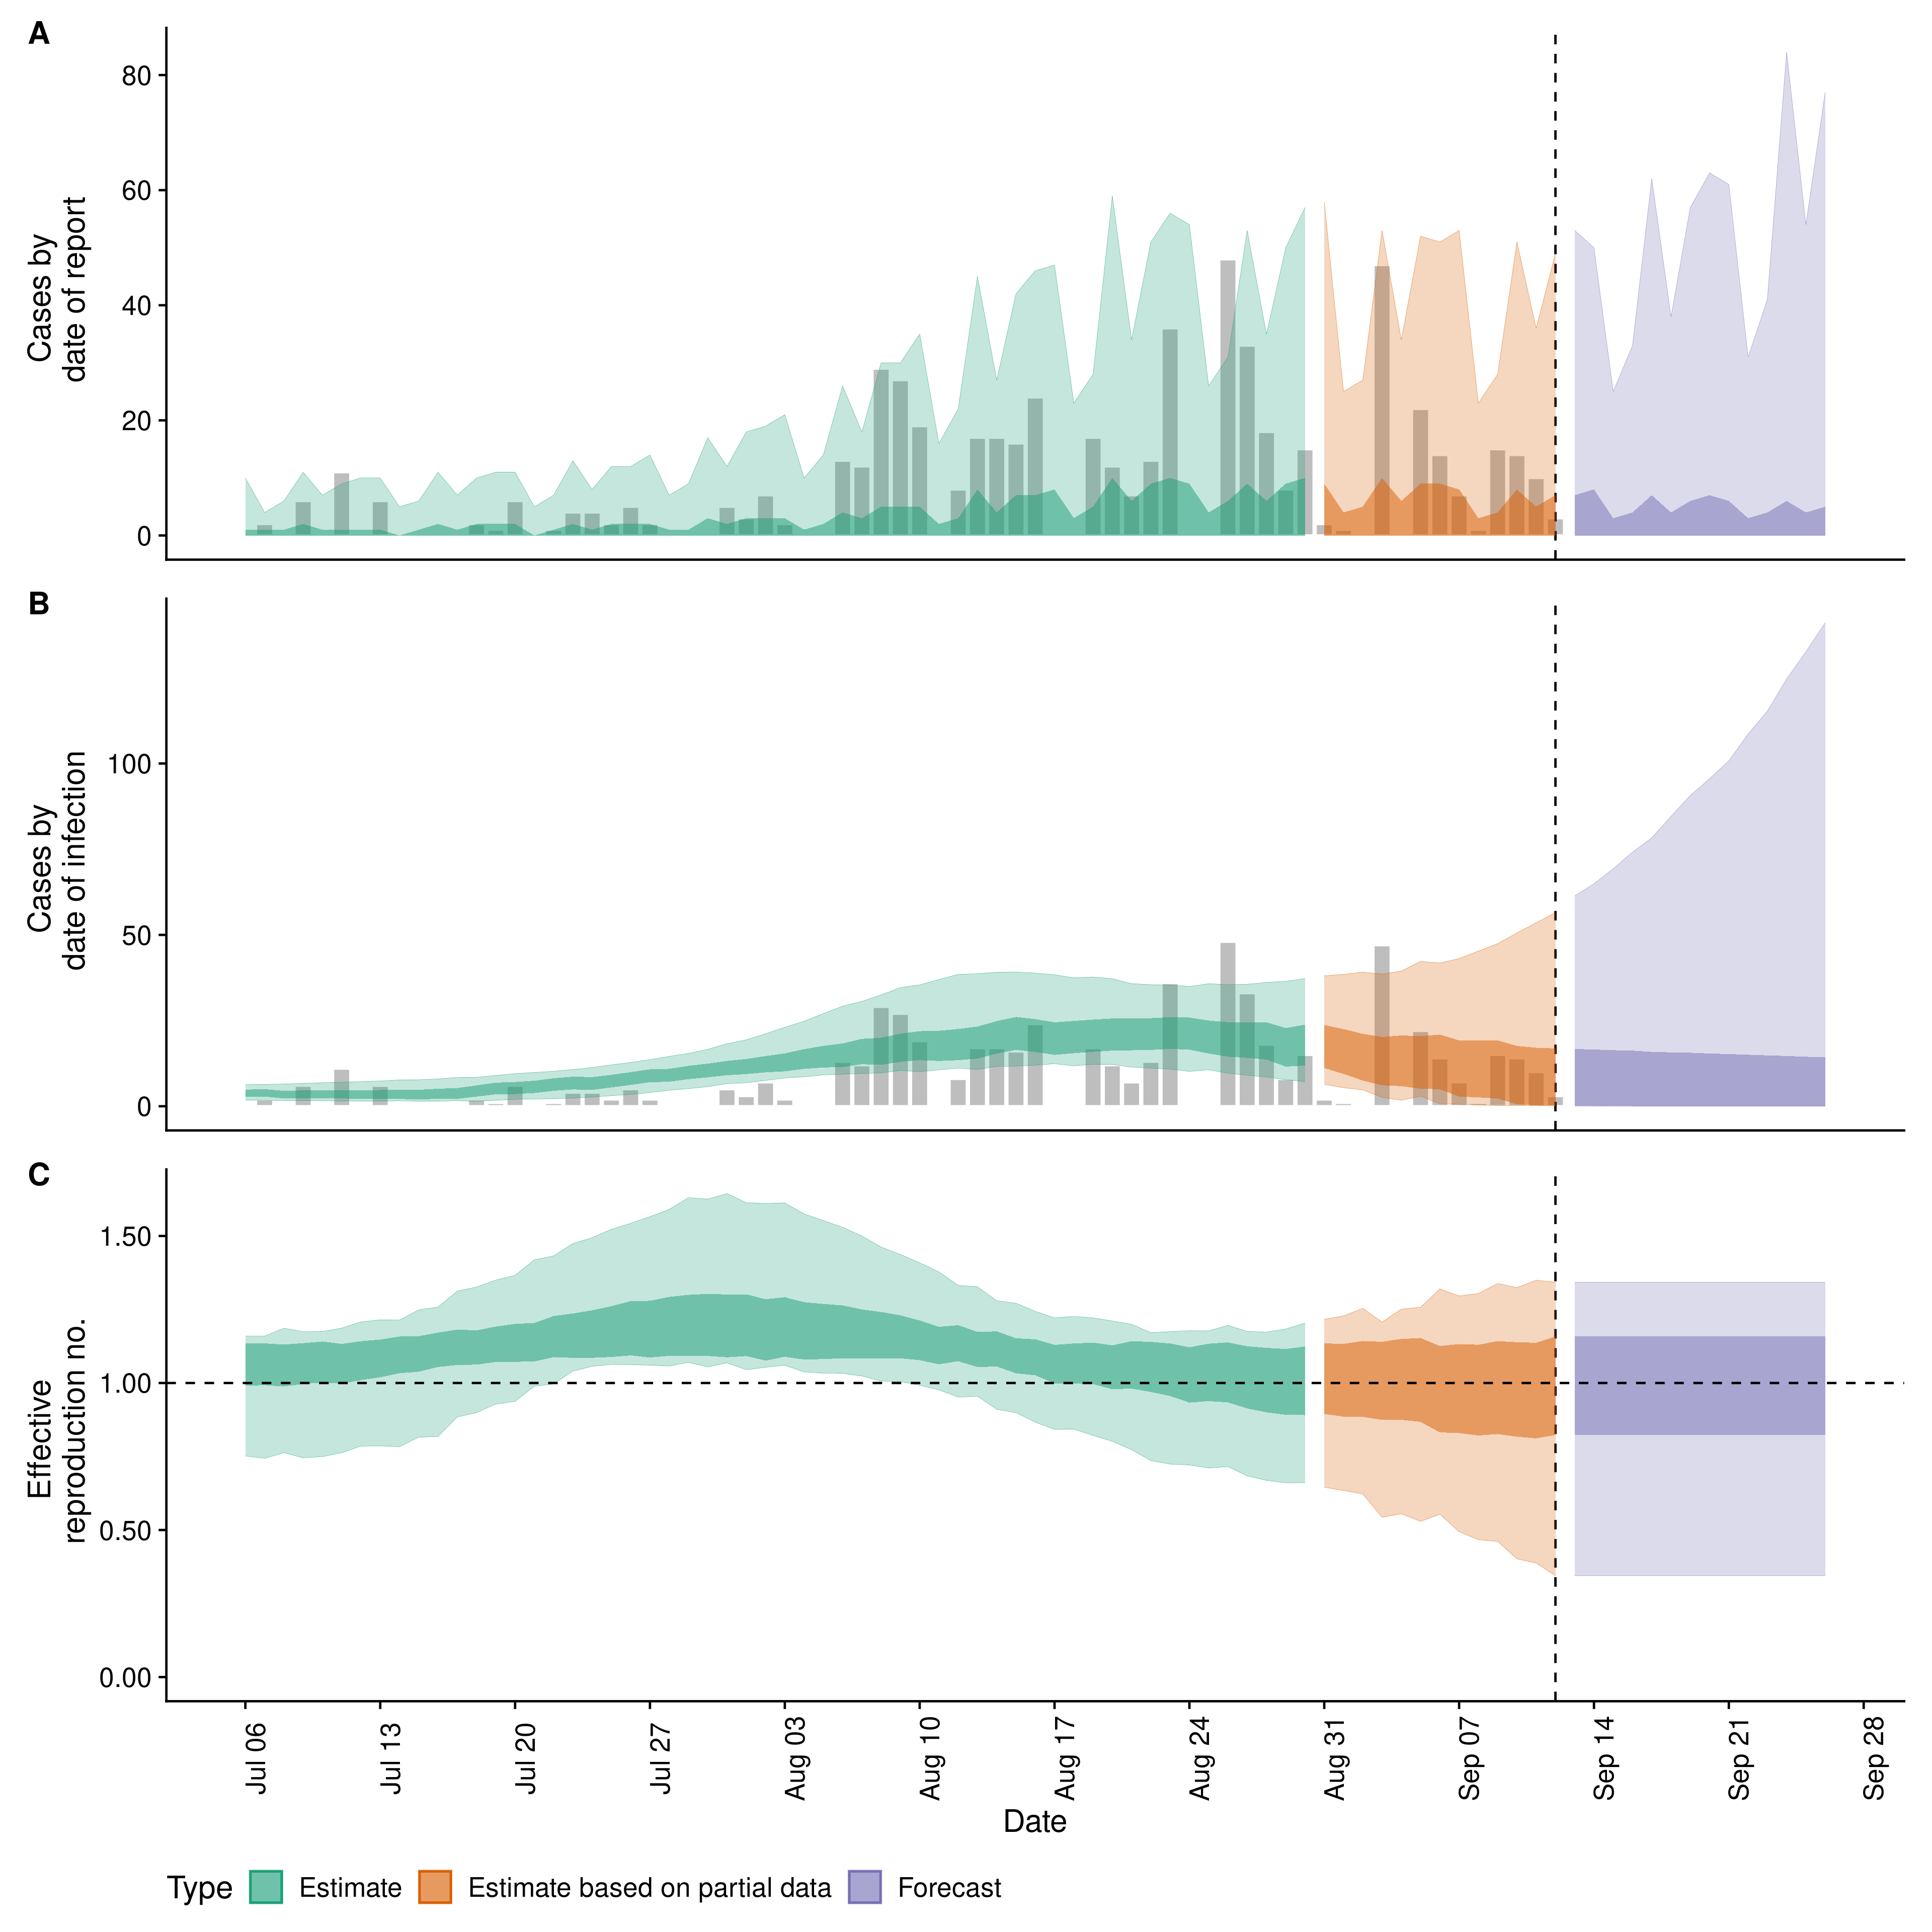 A
Cases by
date of report
80
60
40
20
0
B
Cases by
date of infection
100
50
0
C
Effective
reproduction no.
1.50
1.00
0.50
0.00
Jul 06
Jul 13
Jul 20
Jul 27
Aug 03
Aug 10
Aug 17
Aug 24
Aug 31
Sep 07
Sep 14
Sep 21
Sep 28
Date
Type Estimate Estimate based on partial data Forecast